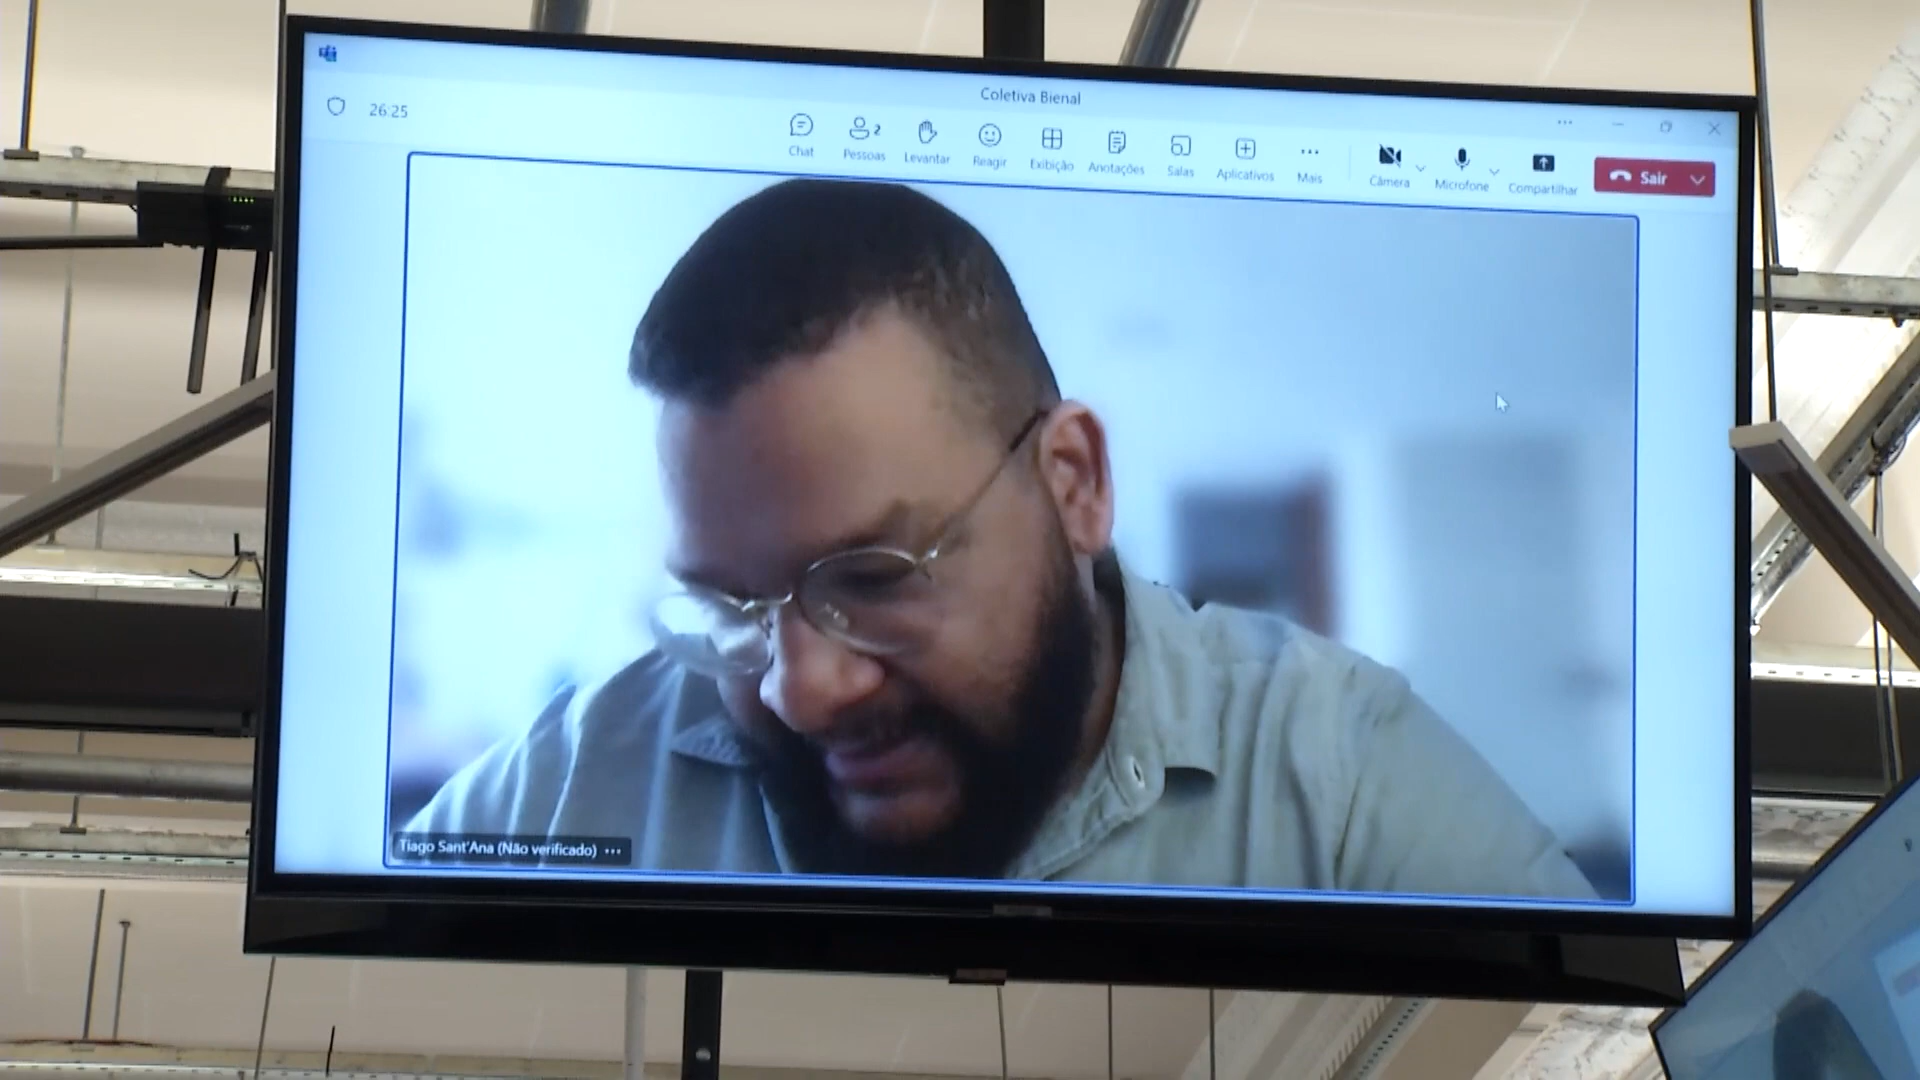 Coletiva Bienal
26:25
Chat
Pessoas 2
Levantar
Reagir
Exibição
Anotações
Salas
Aplicativos
Mais
Câmera
Microfone
Compartilhar
Sair
Tiago Sant'Ana (Não verificado)